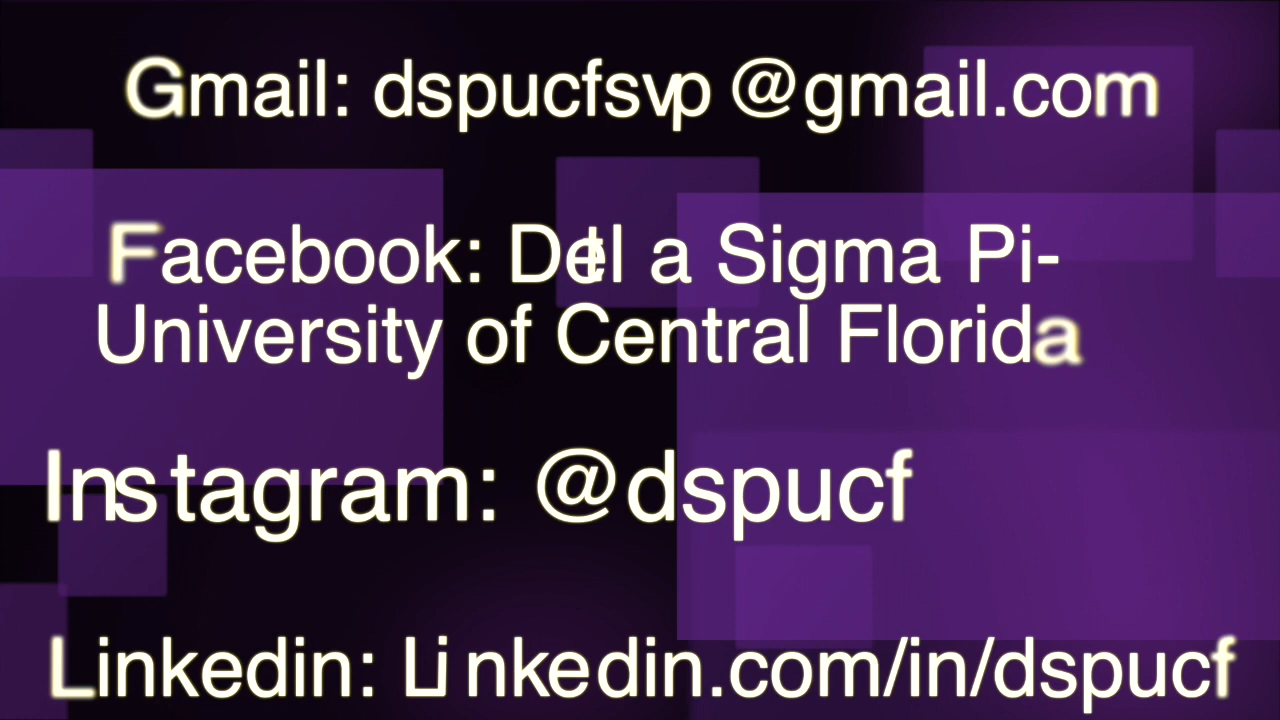 Gmail: dspucfsvp@gmail.com
Facebook: Delta Sigma Pi-
University of Central Florida
Instagram: @dspucf
Linkedin: Linkedin.com/in/dspucf